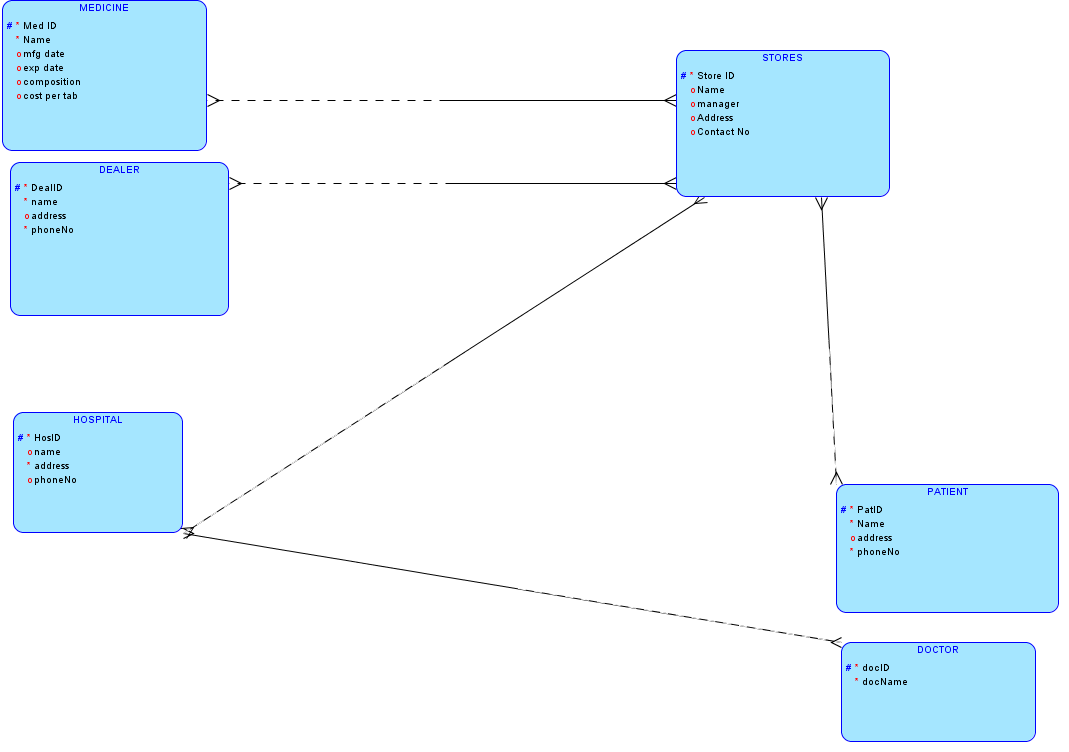 MEDICINE
# * Med ID
* Name
o mfg date
o exp date
o composition
o cost per tab
STORES
# * Store ID
o Name
o manager
o Address
o Contact No
DEALER
# * DealID
* name
o address
* phoneNo
HOSPITAL
# * HosID
o name
* address
o phoneNo
PATIENT
# * PatID
* Name
o address
* phoneNo
DOCTOR
# * docID
* docName